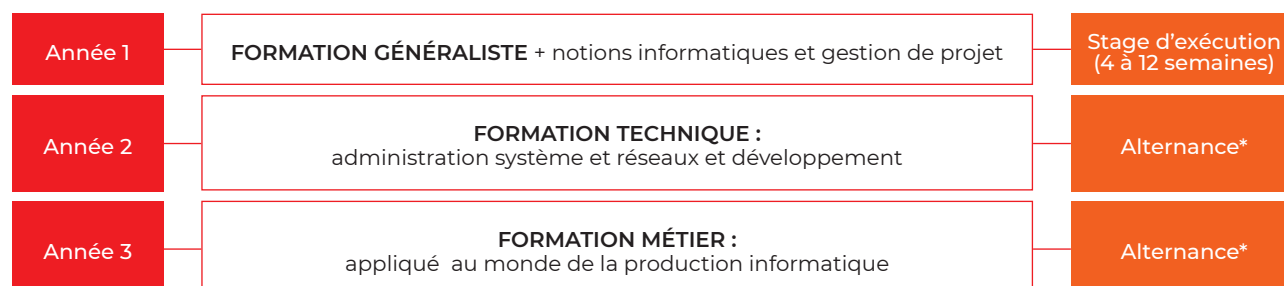 Année 1
FORMATION GÉNÉRALISTE + notions informatiques et gestion de projet
Stage d'exécution
(4 à 12 semaines)
Année 2
FORMATION TECHNIQUE :
administration système et réseaux et développement
Alternance*
Année 3
FORMATION MÉTIER :
appliqué au monde de la production informatique
Alternance*